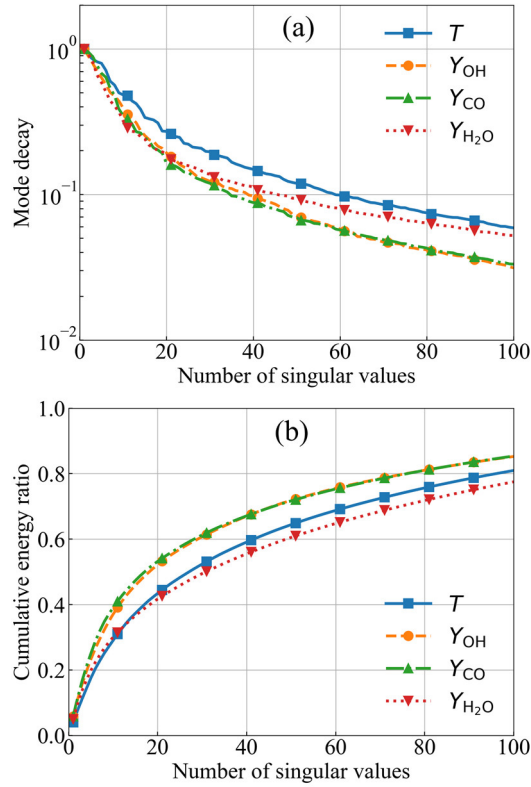 (a)
T
Y_OH
Y_CO
Y_H₂O
Mode decay
10⁰
10⁻¹
10⁻²
0 20 40 60 80 100
Number of singular values
(b)
Cumulative energy ratio
1.0
0.8
0.6
0.4
0.2
0.0
T
Y_OH
Y_CO
Y_H₂O
0 20 40 60 80 100
Number of singular values